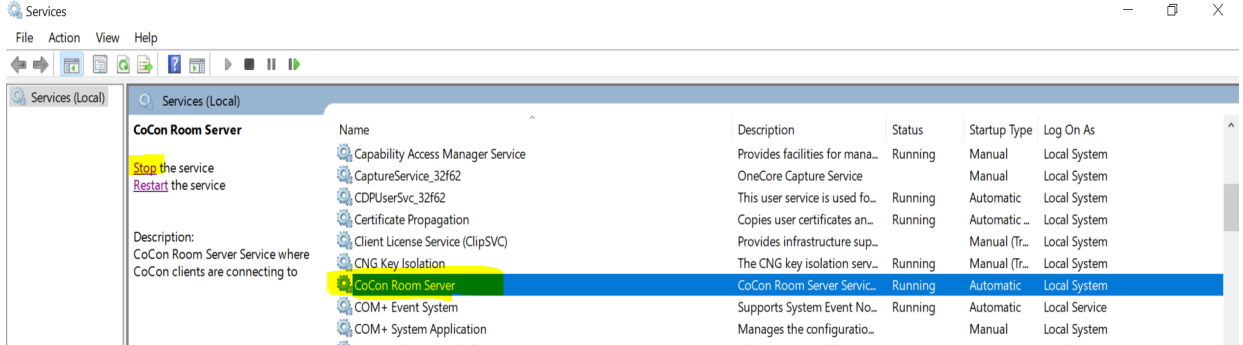 Services
File Action View Help
Services (Local)
Services (Local)
CoCon Room Server
Stop the service
Restart the service
Description:
CoCon Room Server Service where
CoCon clients are connecting to
Name Description Status Startup Type Log On As
Capability Access Manager Service Provides facilities for mana... Running Manual Local System
CaptureService_32f62 OneCore Capture Service Manual Local System
CDPUserSvc_32f62 This user service is used fo... Running Automatic Local System
Certificate Propagation Copies user certificates an... Running Automatic ... Local System
Client License Service (ClipSVC) Provides infrastructure sup... Manual (Tr... Local System
CNG Key Isolation The CNG key isolation serv... Running Manual (Tr... Local System
CoCon Room Server CoCon Room Server Servic... Running Automatic Local System
COM+ Event System Supports System Event No... Running Automatic Local Service
COM+ System Application Manages the configuratio... Manual Local System